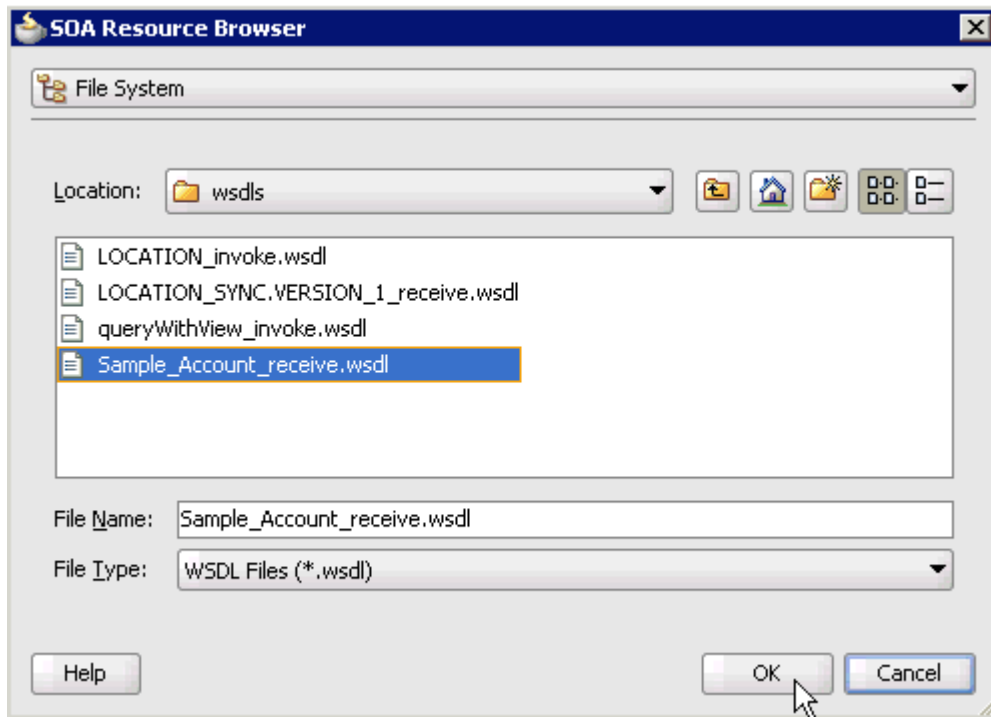 SOA Resource Browser
File System
Location: wsdls
LOCATION_invoke.wsdl
LOCATION_SYNC.VERSION_1_receive.wsdl
queryWithView_invoke.wsdl
Sample_Account_receive.wsdl
File Name: Sample_Account_receive.wsdl
File Type: WSDL Files (*.wsdl)
Help OK Cancel